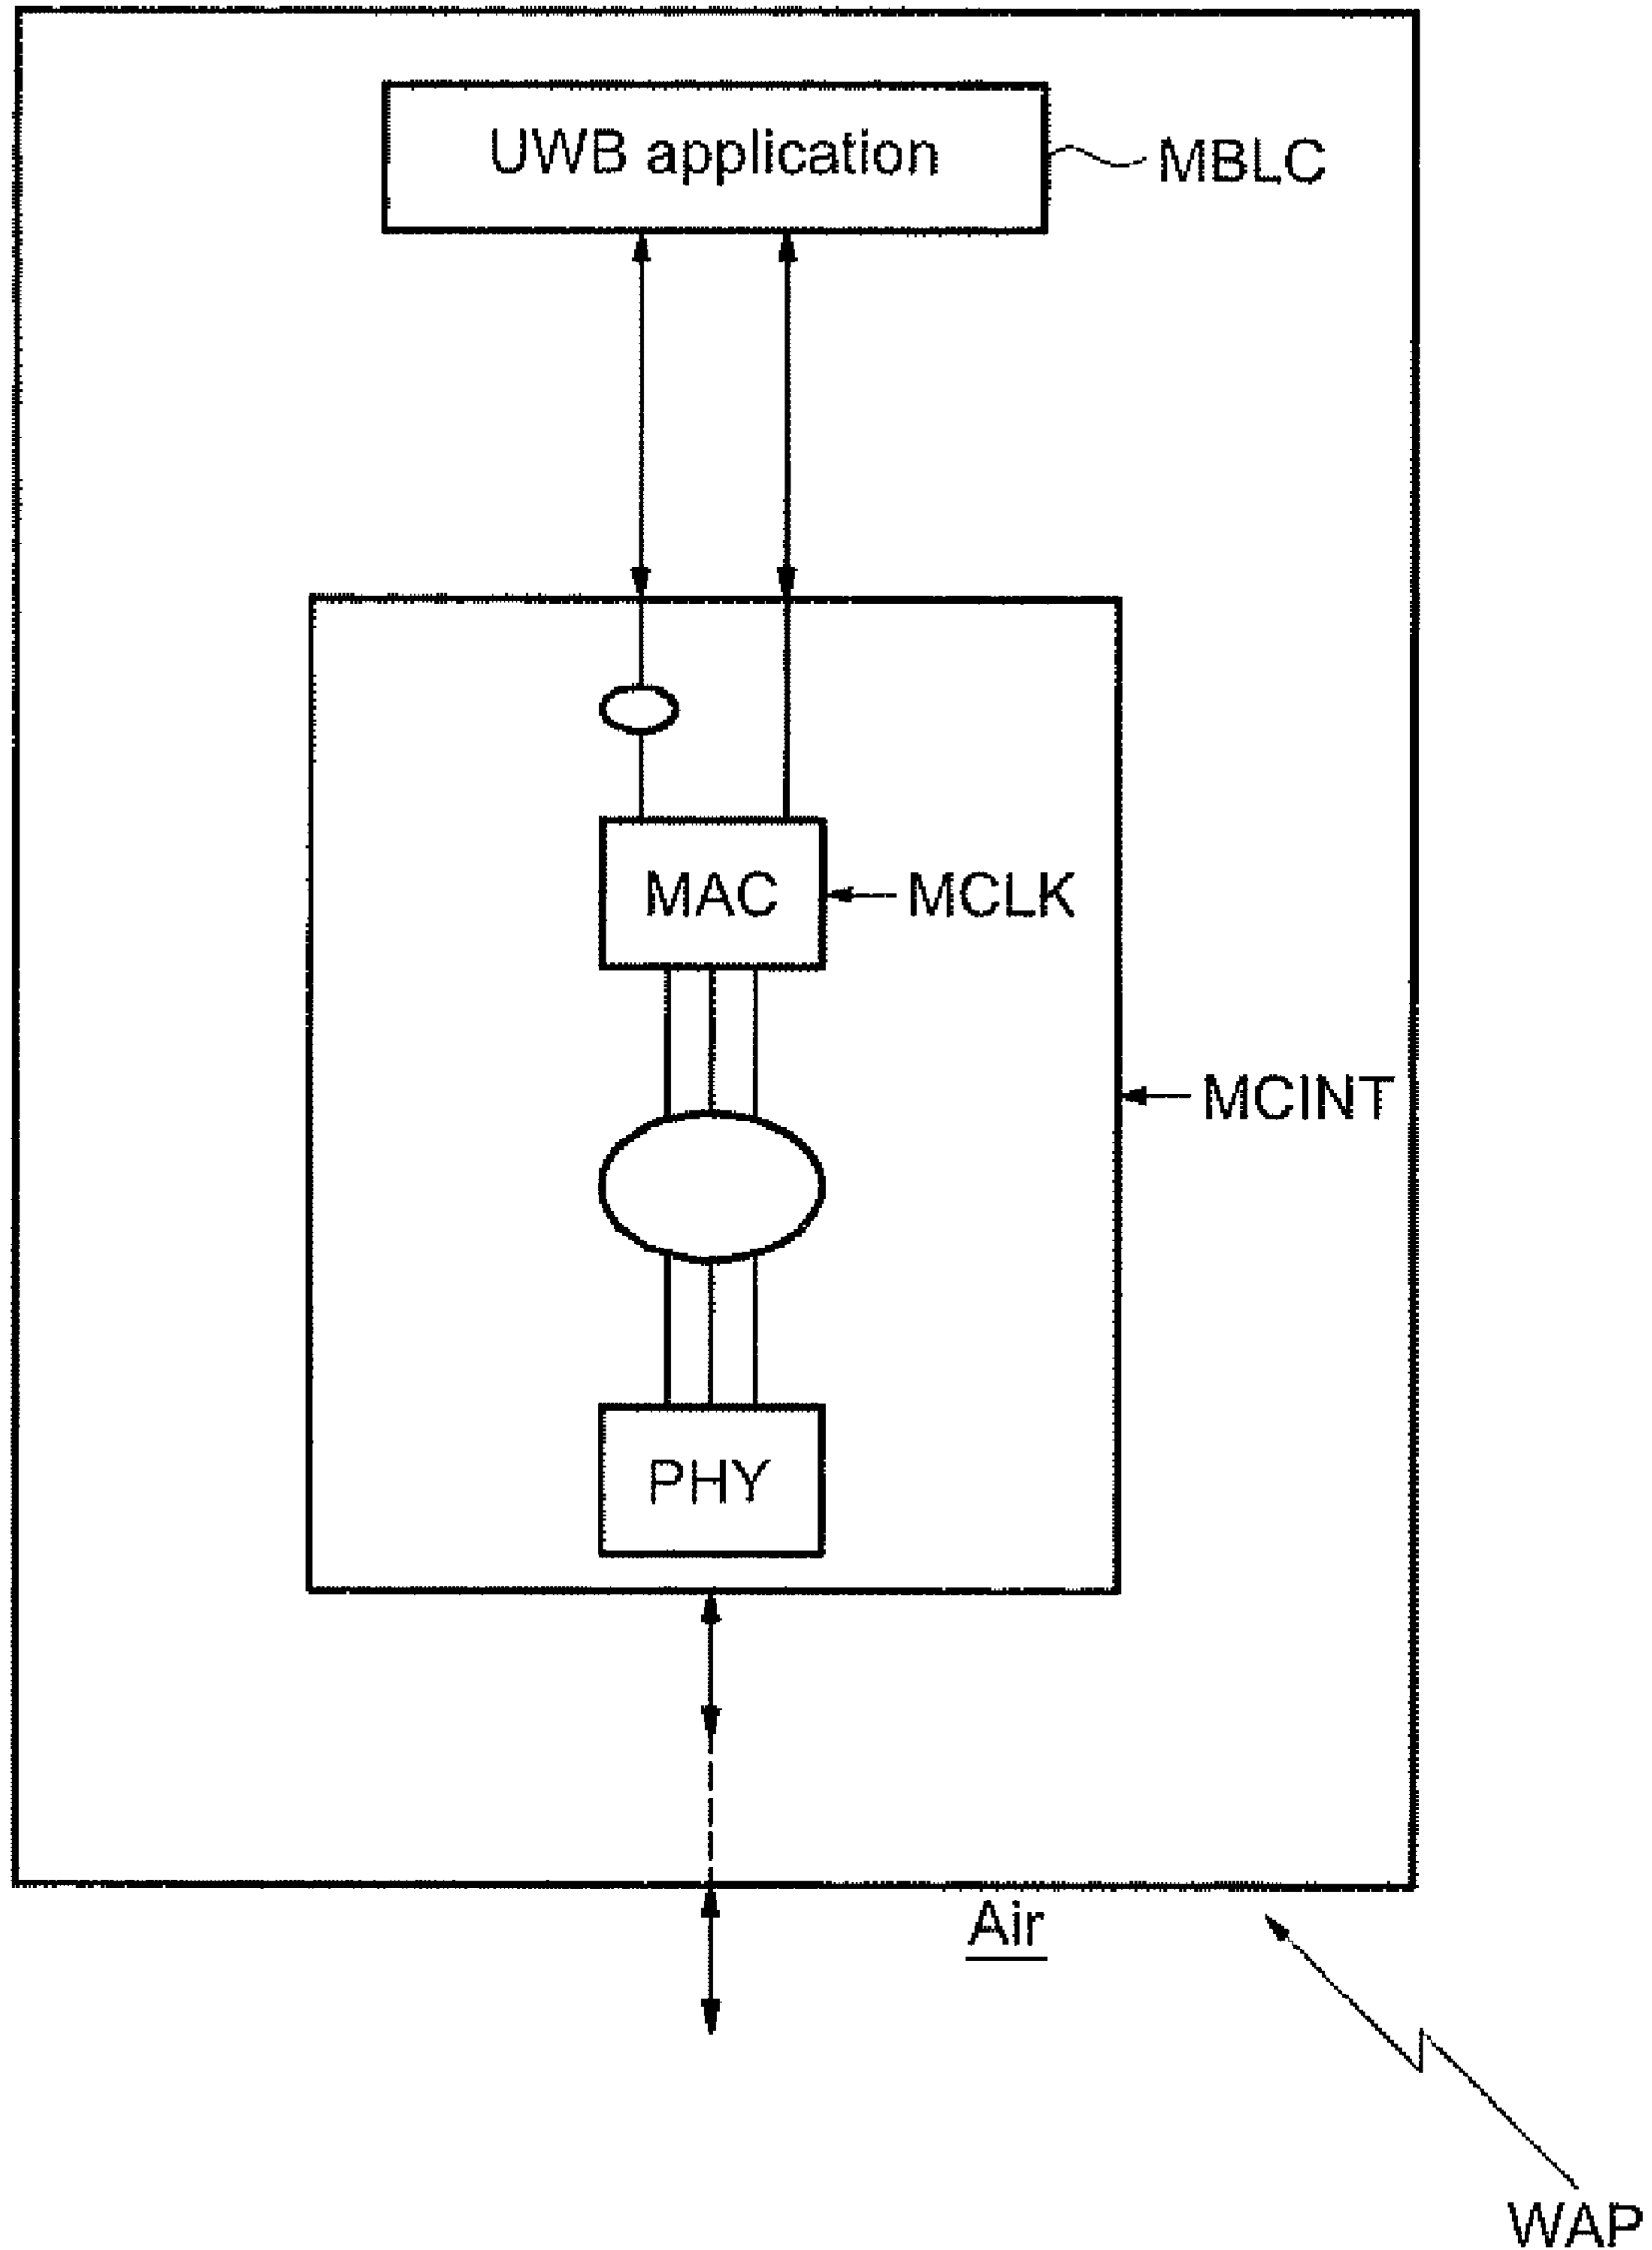 UWB application
MBLC
MAC
MCLK
MCINT
PHY
Air
WAP